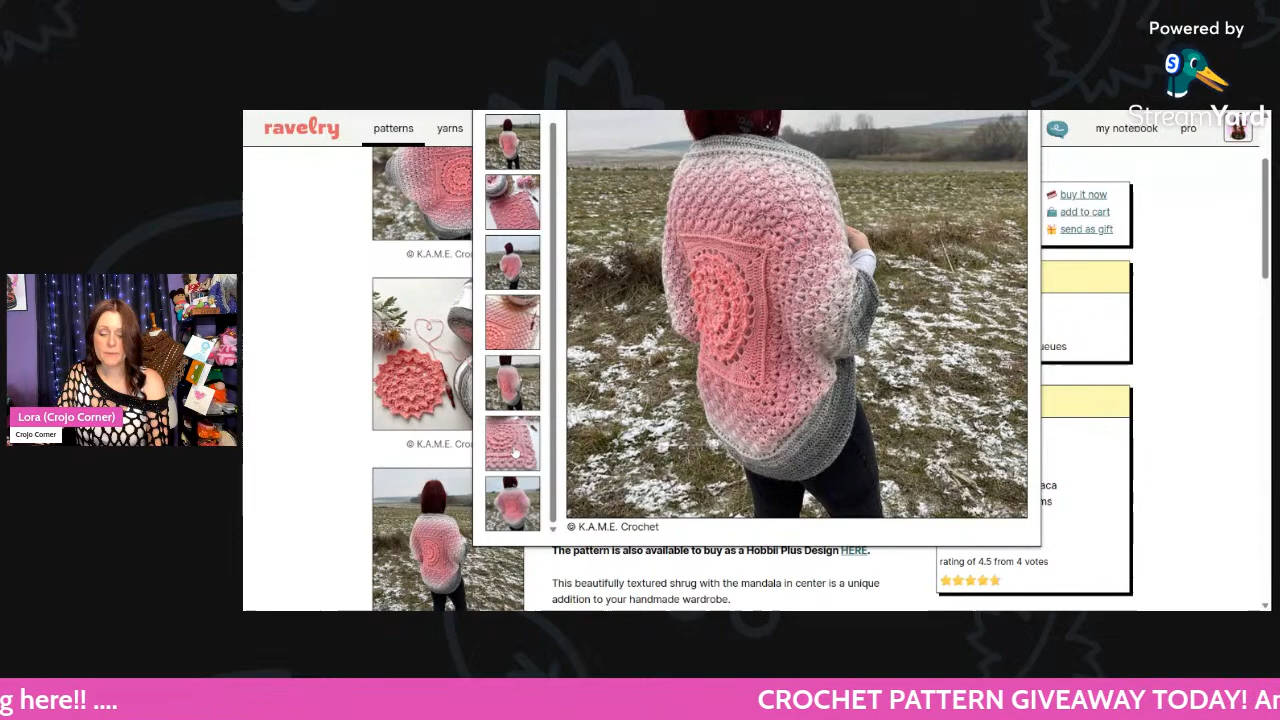 Powered by
S
StreamYard
ravelry
patterns
yarns
my notebook
pro
buy it now
add to cart
send as gift
© K.A.M.E. Cro
ueues
© K.A.M.E. Cro
aca
ms
© K.A.M.E. Crochet
The pattern is also available to buy as a Hobbii Plus Design HERE.
rating of 4.5 from 4 votes
This beautifully textured shrug with the mandala in center is a unique
addition to your handmade wardrobe.
Lora (Crojo Corner)
Crojo Corner
g here!! ....
CROCHET PATTERN GIVEAWAY TODAY! Ar